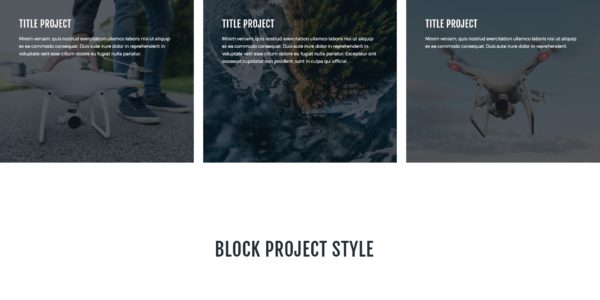 TITLE PROJECT
Minim veniam, quis nostrud exercitation ullamco laboris nisi ut aliquip
ex ea commodo consequat. Duis aute irure dolor in reprehenderit in
voluptate velit esse cillum dolore eu fugiat nulla pariatur.
TITLE PROJECT
Minim veniam, quis nostrud exercitation ullamco laboris nisi ut aliquip
ex ea commodo consequat. Duis aute irure dolor in reprehenderit in
voluptate velit esse cillum dolore eu fugiat nulla pariatur. Excepteur sint
occaecat cupidatat non proident, sunt in culpa qui official
TITLE PROJECT
Minim veniam, quis nostrud exercitation ullamco laboris nisi ut aliquip
ex ea commodo consequat. Duis aute irure dolor in reprehenderit
BLOCK PROJECT STYLE